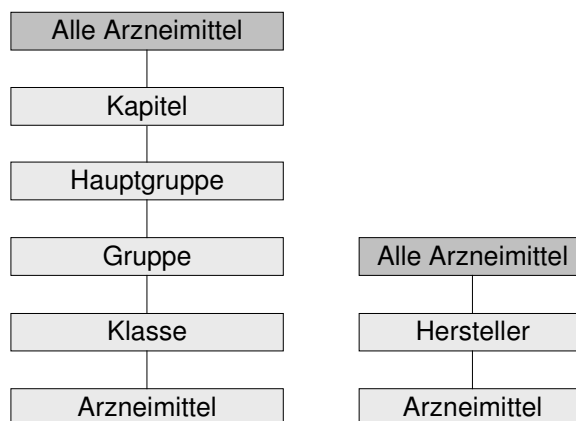 Alle Arzneimittel
Kapitel
Hauptgruppe
Gruppe
Klasse
Arzneimittel
Alle Arzneimittel
Hersteller
Arzneimittel